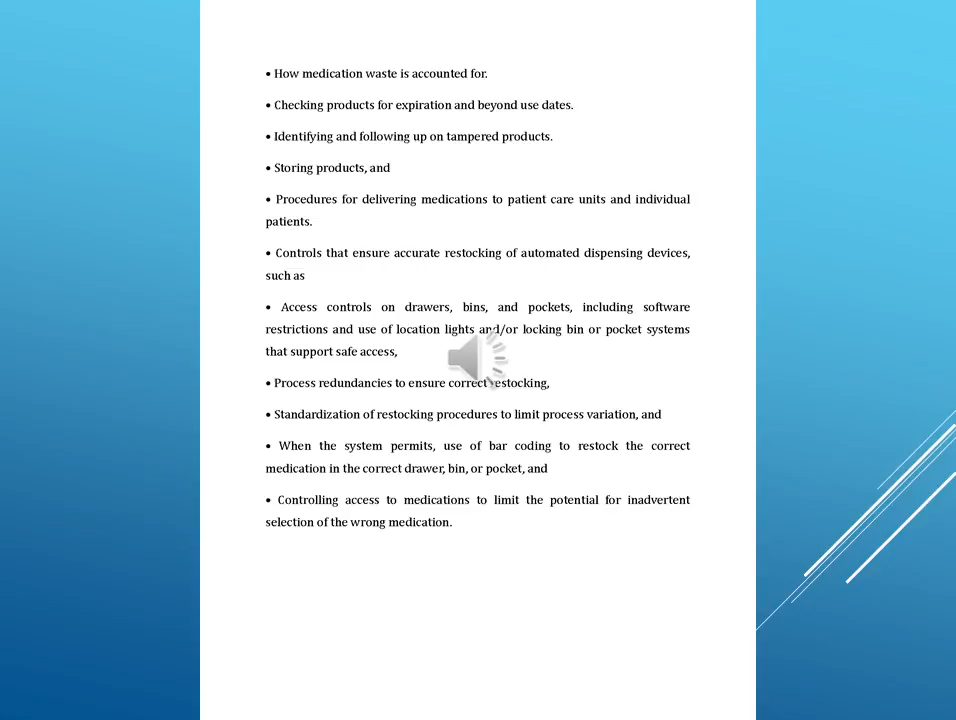 • How medication waste is accounted for.
• Checking products for expiration and beyond use dates.
• Identifying and following up on tampered products.
• Storing products, and
• Procedures for delivering medications to patient care units and individual
patients.
• Controls that ensure accurate restocking of automated dispensing devices,
such as
• Access controls on drawers, bins, and pockets, including software
restrictions and use of location lights and/or locking bin or pocket systems
that support safe access,
• Process redundancies to ensure correct restocking,
• Standardization of restocking procedures to limit process variation, and
• When the system permits, use of bar coding to restock the correct
medication in the correct drawer, bin, or pocket, and
• Controlling access to medications to limit the potential for inadvertent
selection of the wrong medication.